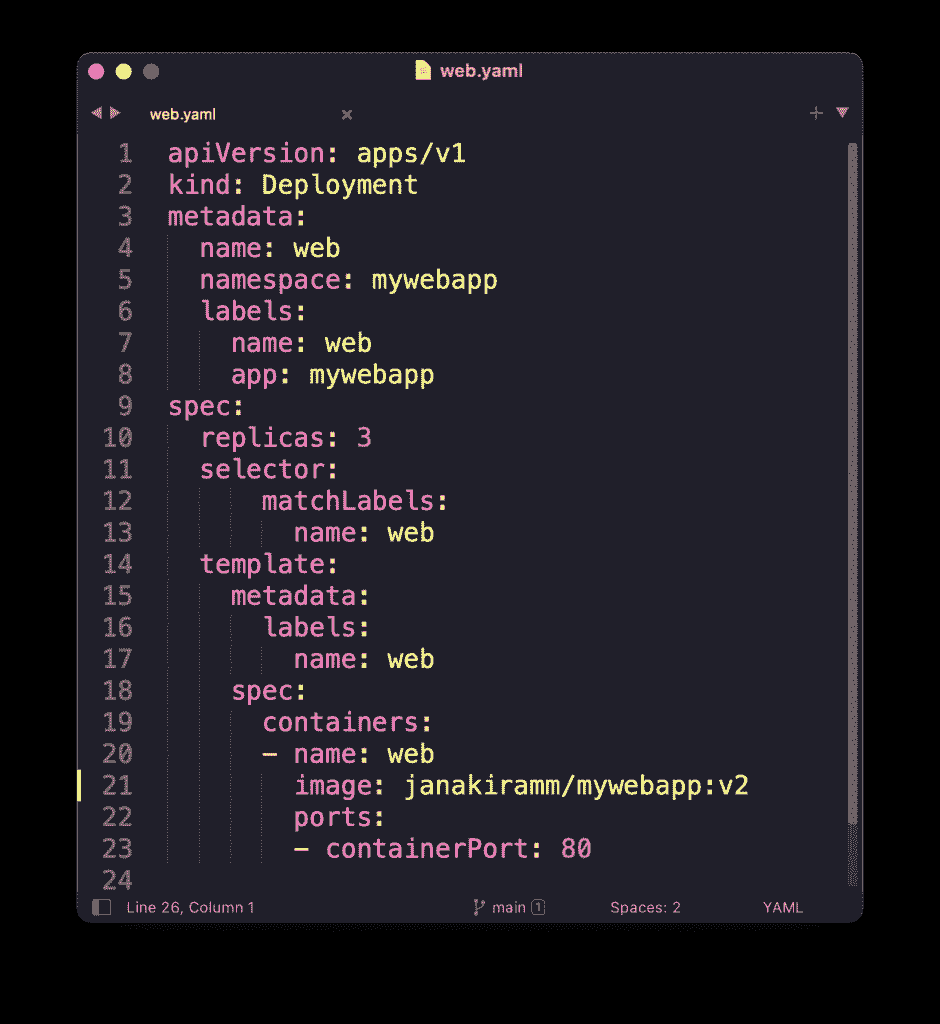 web.yaml
web.yaml
1 apiVersion: apps/v1
2 kind: Deployment
3 metadata:
4   name: web
5   namespace: mywebapp
6   labels:
7     name: web
8     app: mywebapp
9 spec:
10   replicas: 3
11   selector:
12       matchLabels:
13         name: web
14   template:
15     metadata:
16       labels:
17         name: web
18     spec:
19       containers:
20       - name: web
21         image: janakiramm/mywebapp:v2
22         ports:
23         - containerPort: 80
24
Line 26, Column 1 main 1 Spaces: 2 YAML